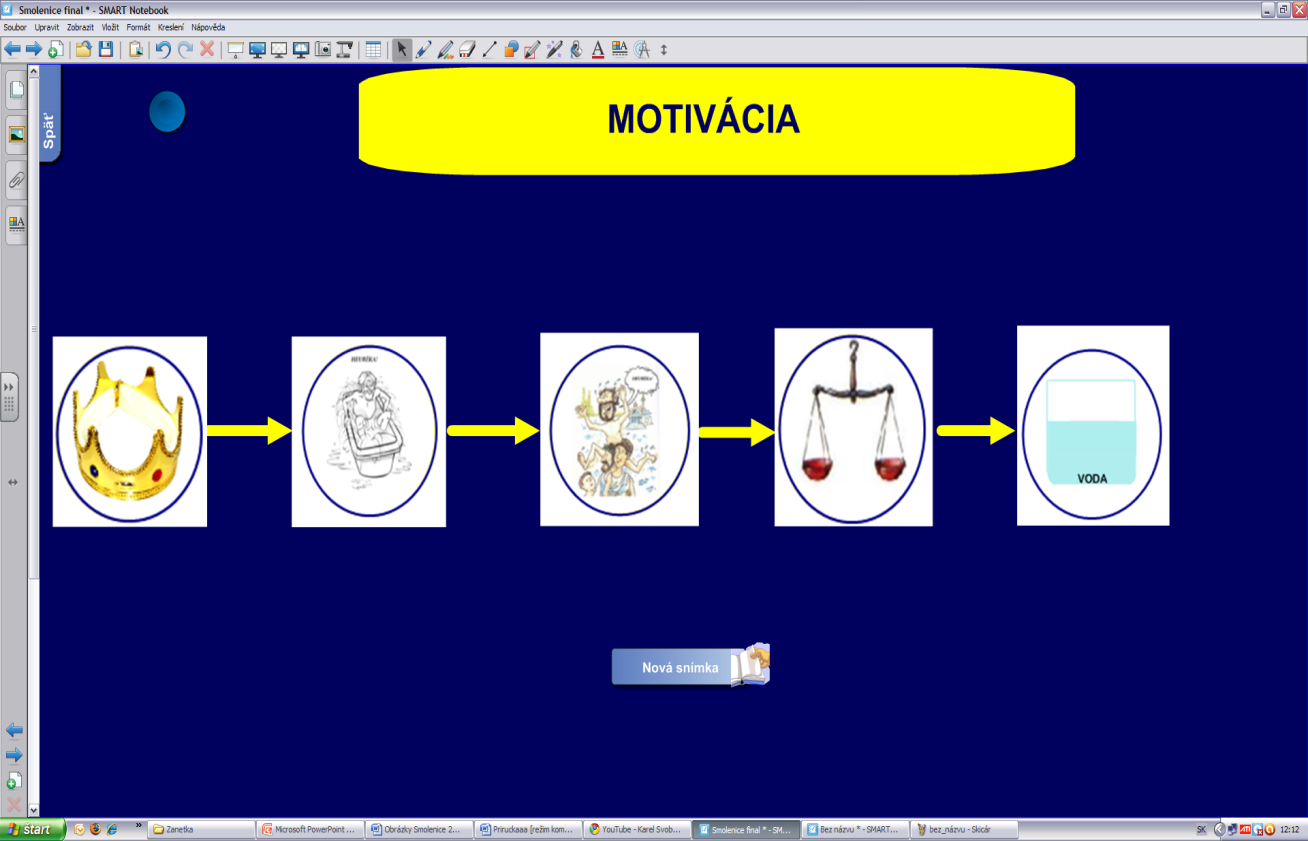 Smolenice final * - SMART Notebook
Soubor Upravit Zobrazit Vložit Formát Kreslení Nápověda
Späť
MOTIVÁCIA
HEURÉKA!
VODA
Nová snímka
štart
»
Zanetka
Microsoft PowerPoint ...
Obrázky Smolenice 2...
Priruckaaa [režim kom...
YouTube - Karel Svob...
Smolenice final * - SM...
Bez názvu * - SMART...
bez_názvu - Skicár
SK
12:12